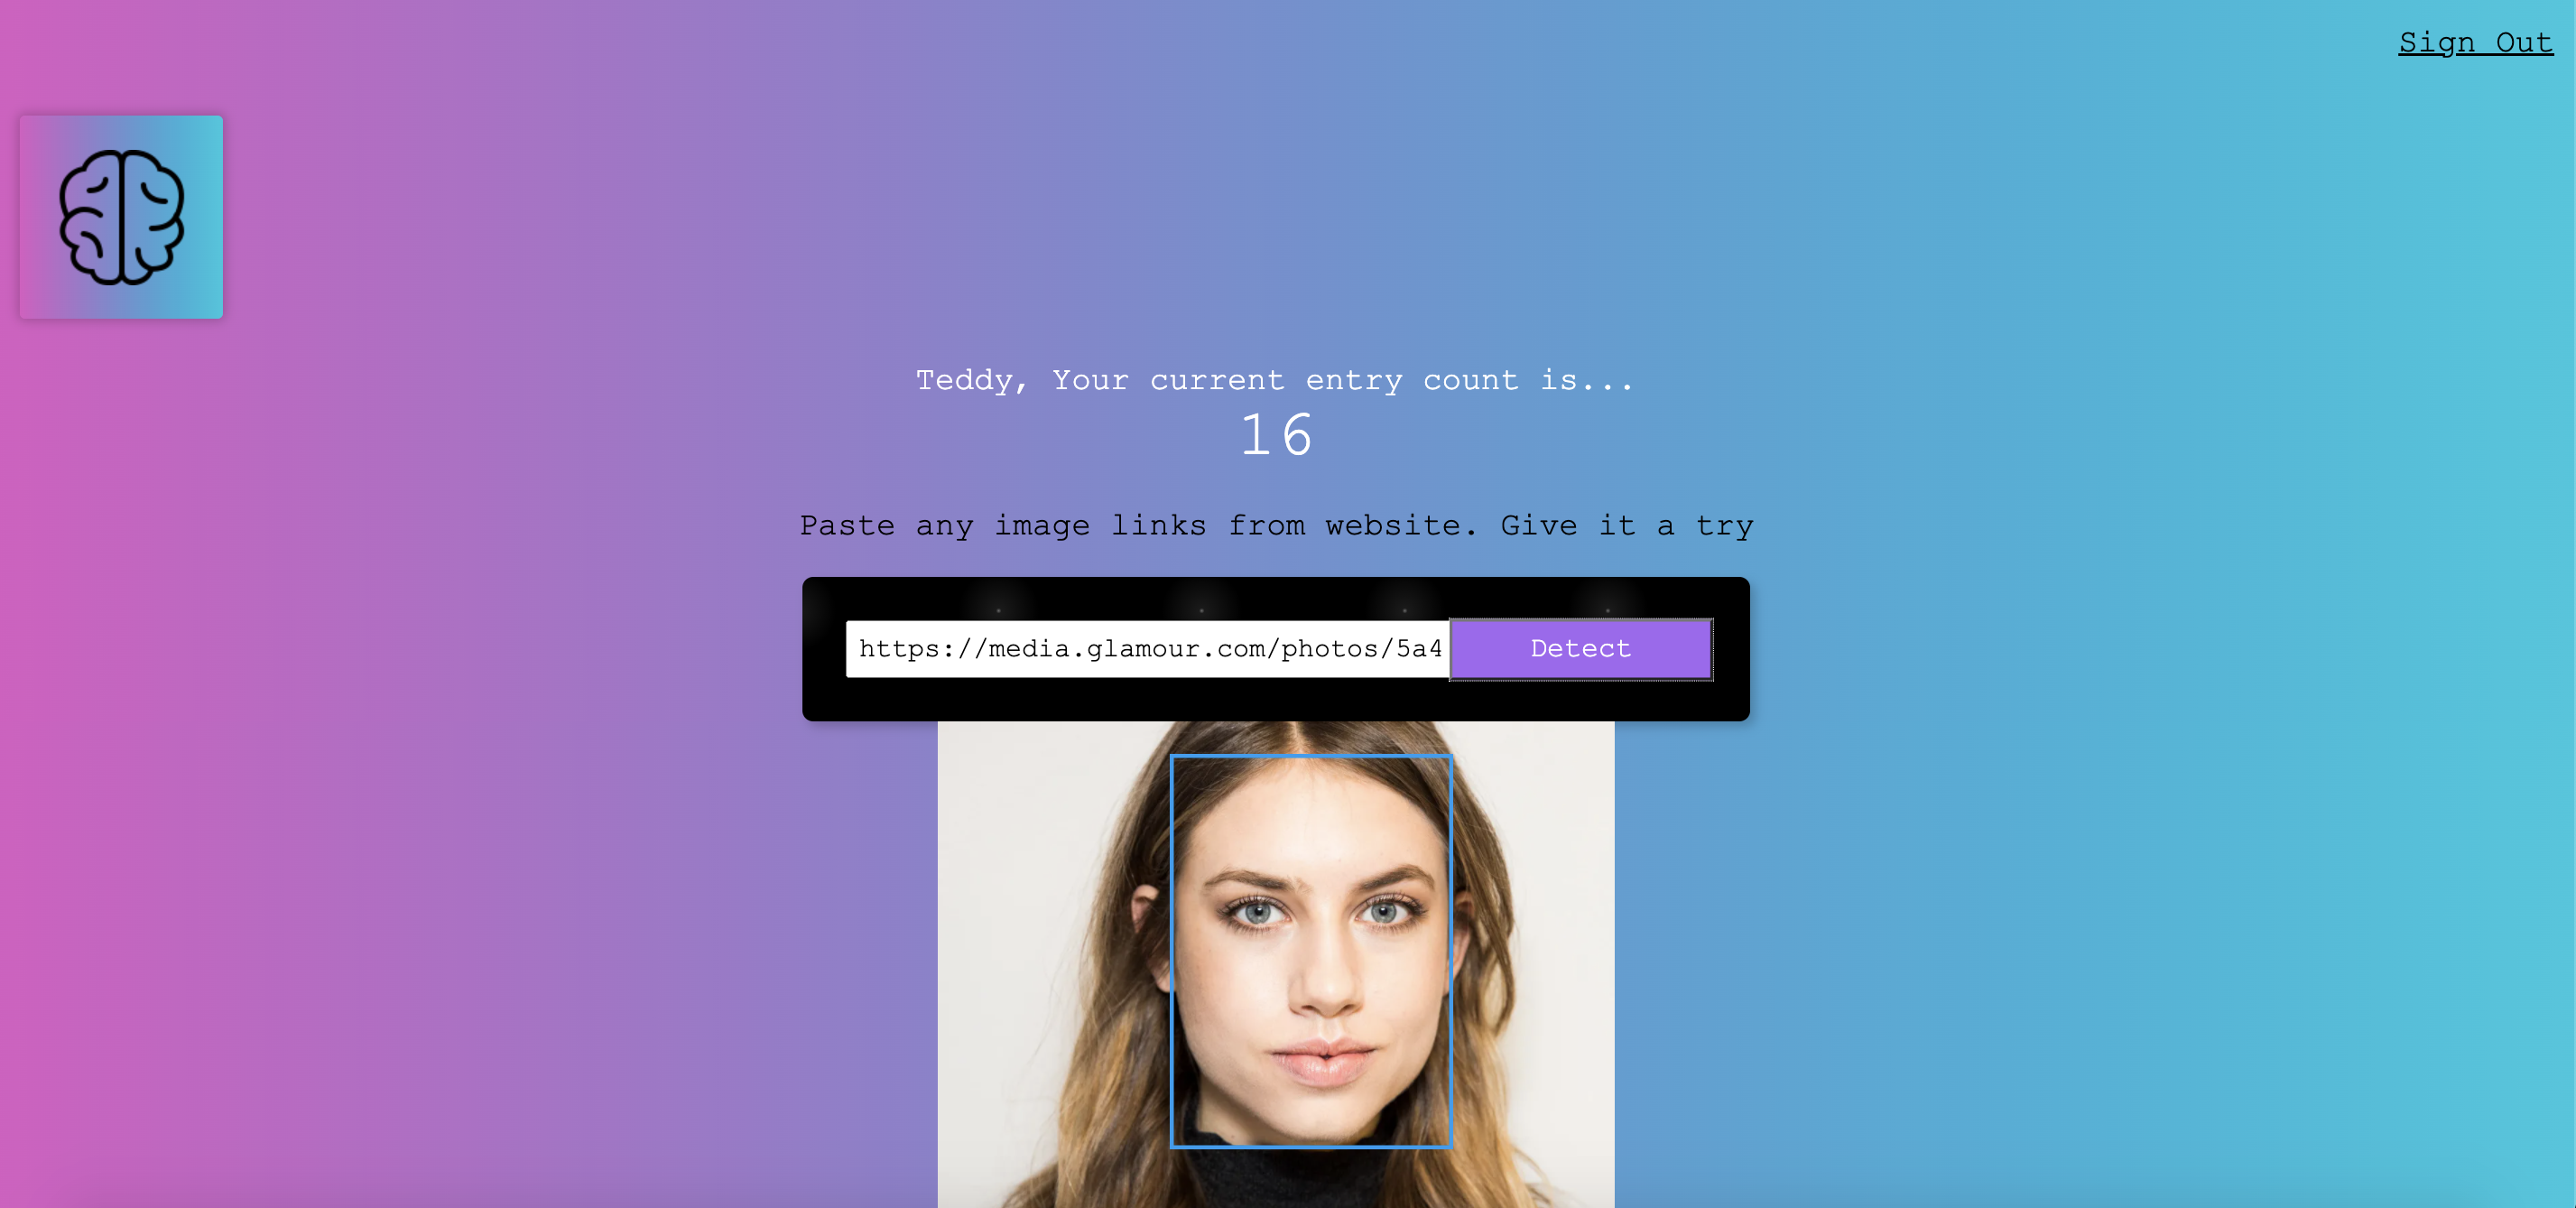 Sign Out
Teddy, Your current entry count is...
16
Paste any image links from website. Give it a try
https://media.glamour.com/photos/5a4
Detect